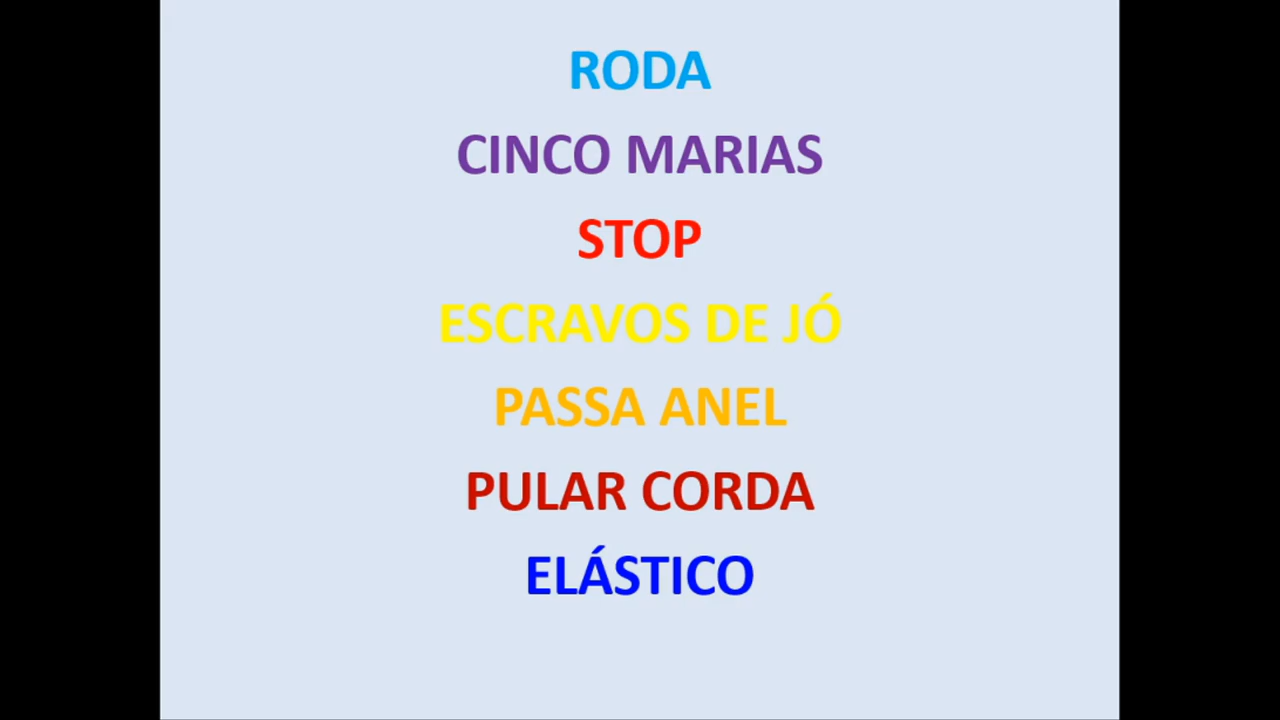 RODA
CINCO MARIAS
STOP
ESCRAVOS DE JÓ
PASSA ANEL
PULAR CORDA
ELÁSTICO